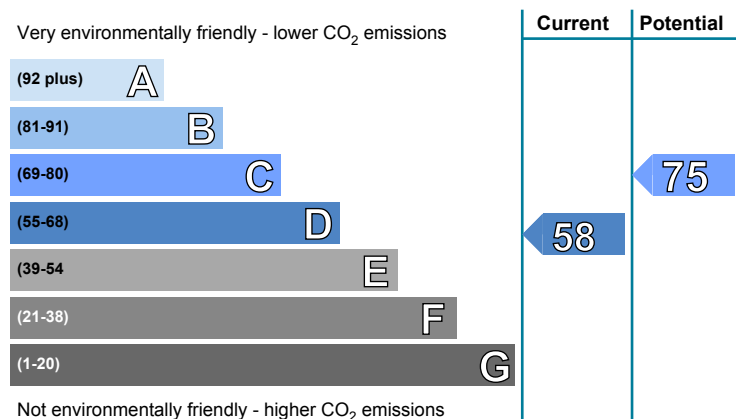 Current Potential
Very environmentally friendly - lower CO₂ emissions
(92 plus) A
(81-91) B
(69-80) C
75
(55-68) D
58
(39-54 E
(21-38) F
(1-20) G
Not environmentally friendly - higher CO₂ emissions